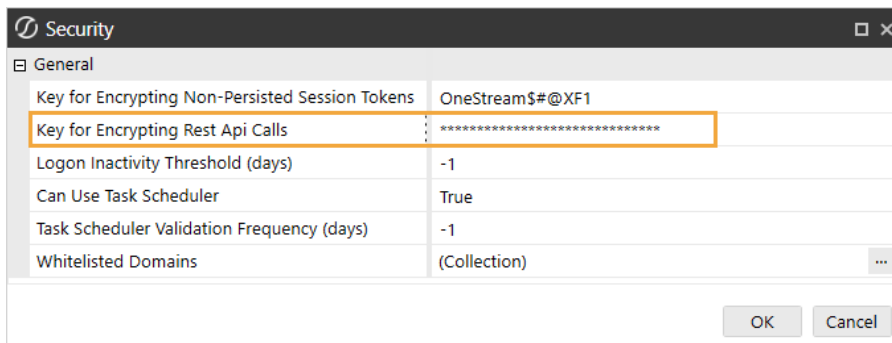 Security
General
Key for Encrypting Non-Persisted Session Tokens OneStream$#@XF1
Key for Encrypting Rest Api Calls *******************************
Logon Inactivity Threshold (days) -1
Can Use Task Scheduler True
Task Scheduler Validation Frequency (days) -1
Whitelisted Domains (Collection) ...
OK Cancel